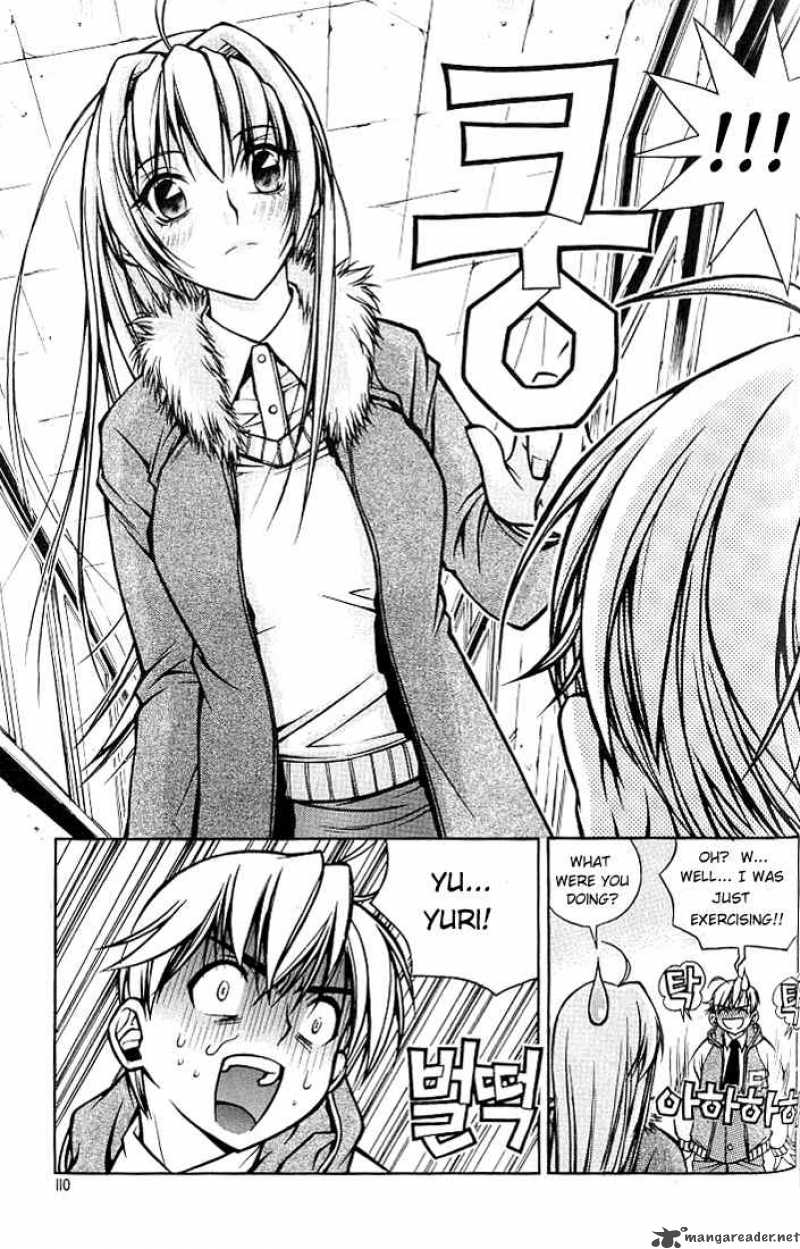 !!!
쿵
YU...
YURI!
벌떡
WHAT
WERE YOU
DOING?
OH? W...
WELL... I WAS
JUST
EXERCISING!!
탁
탁
아하하하
110
mangareader.net